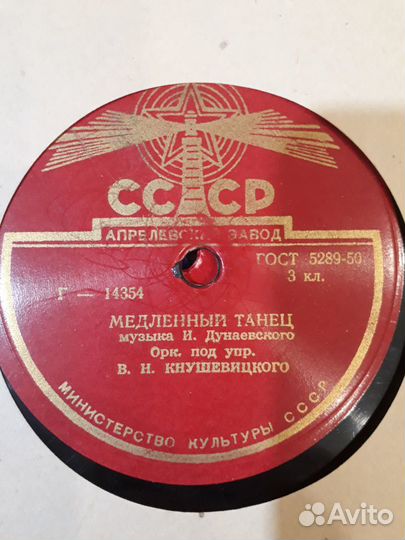 СССР
АПРЕЛЕВСКИЙ ЗАВОД
ГОСТ 5289-50
3 кл.
Г — 14354
МЕДЛЕННЫЙ ТАНЕЦ
музыка И. Дунаевского
Орк. под упр.
В. Н. КНУШЕВИЦКОГО
МИНИСТЕРСТВО КУЛЬТУРЫ СССР
Avito